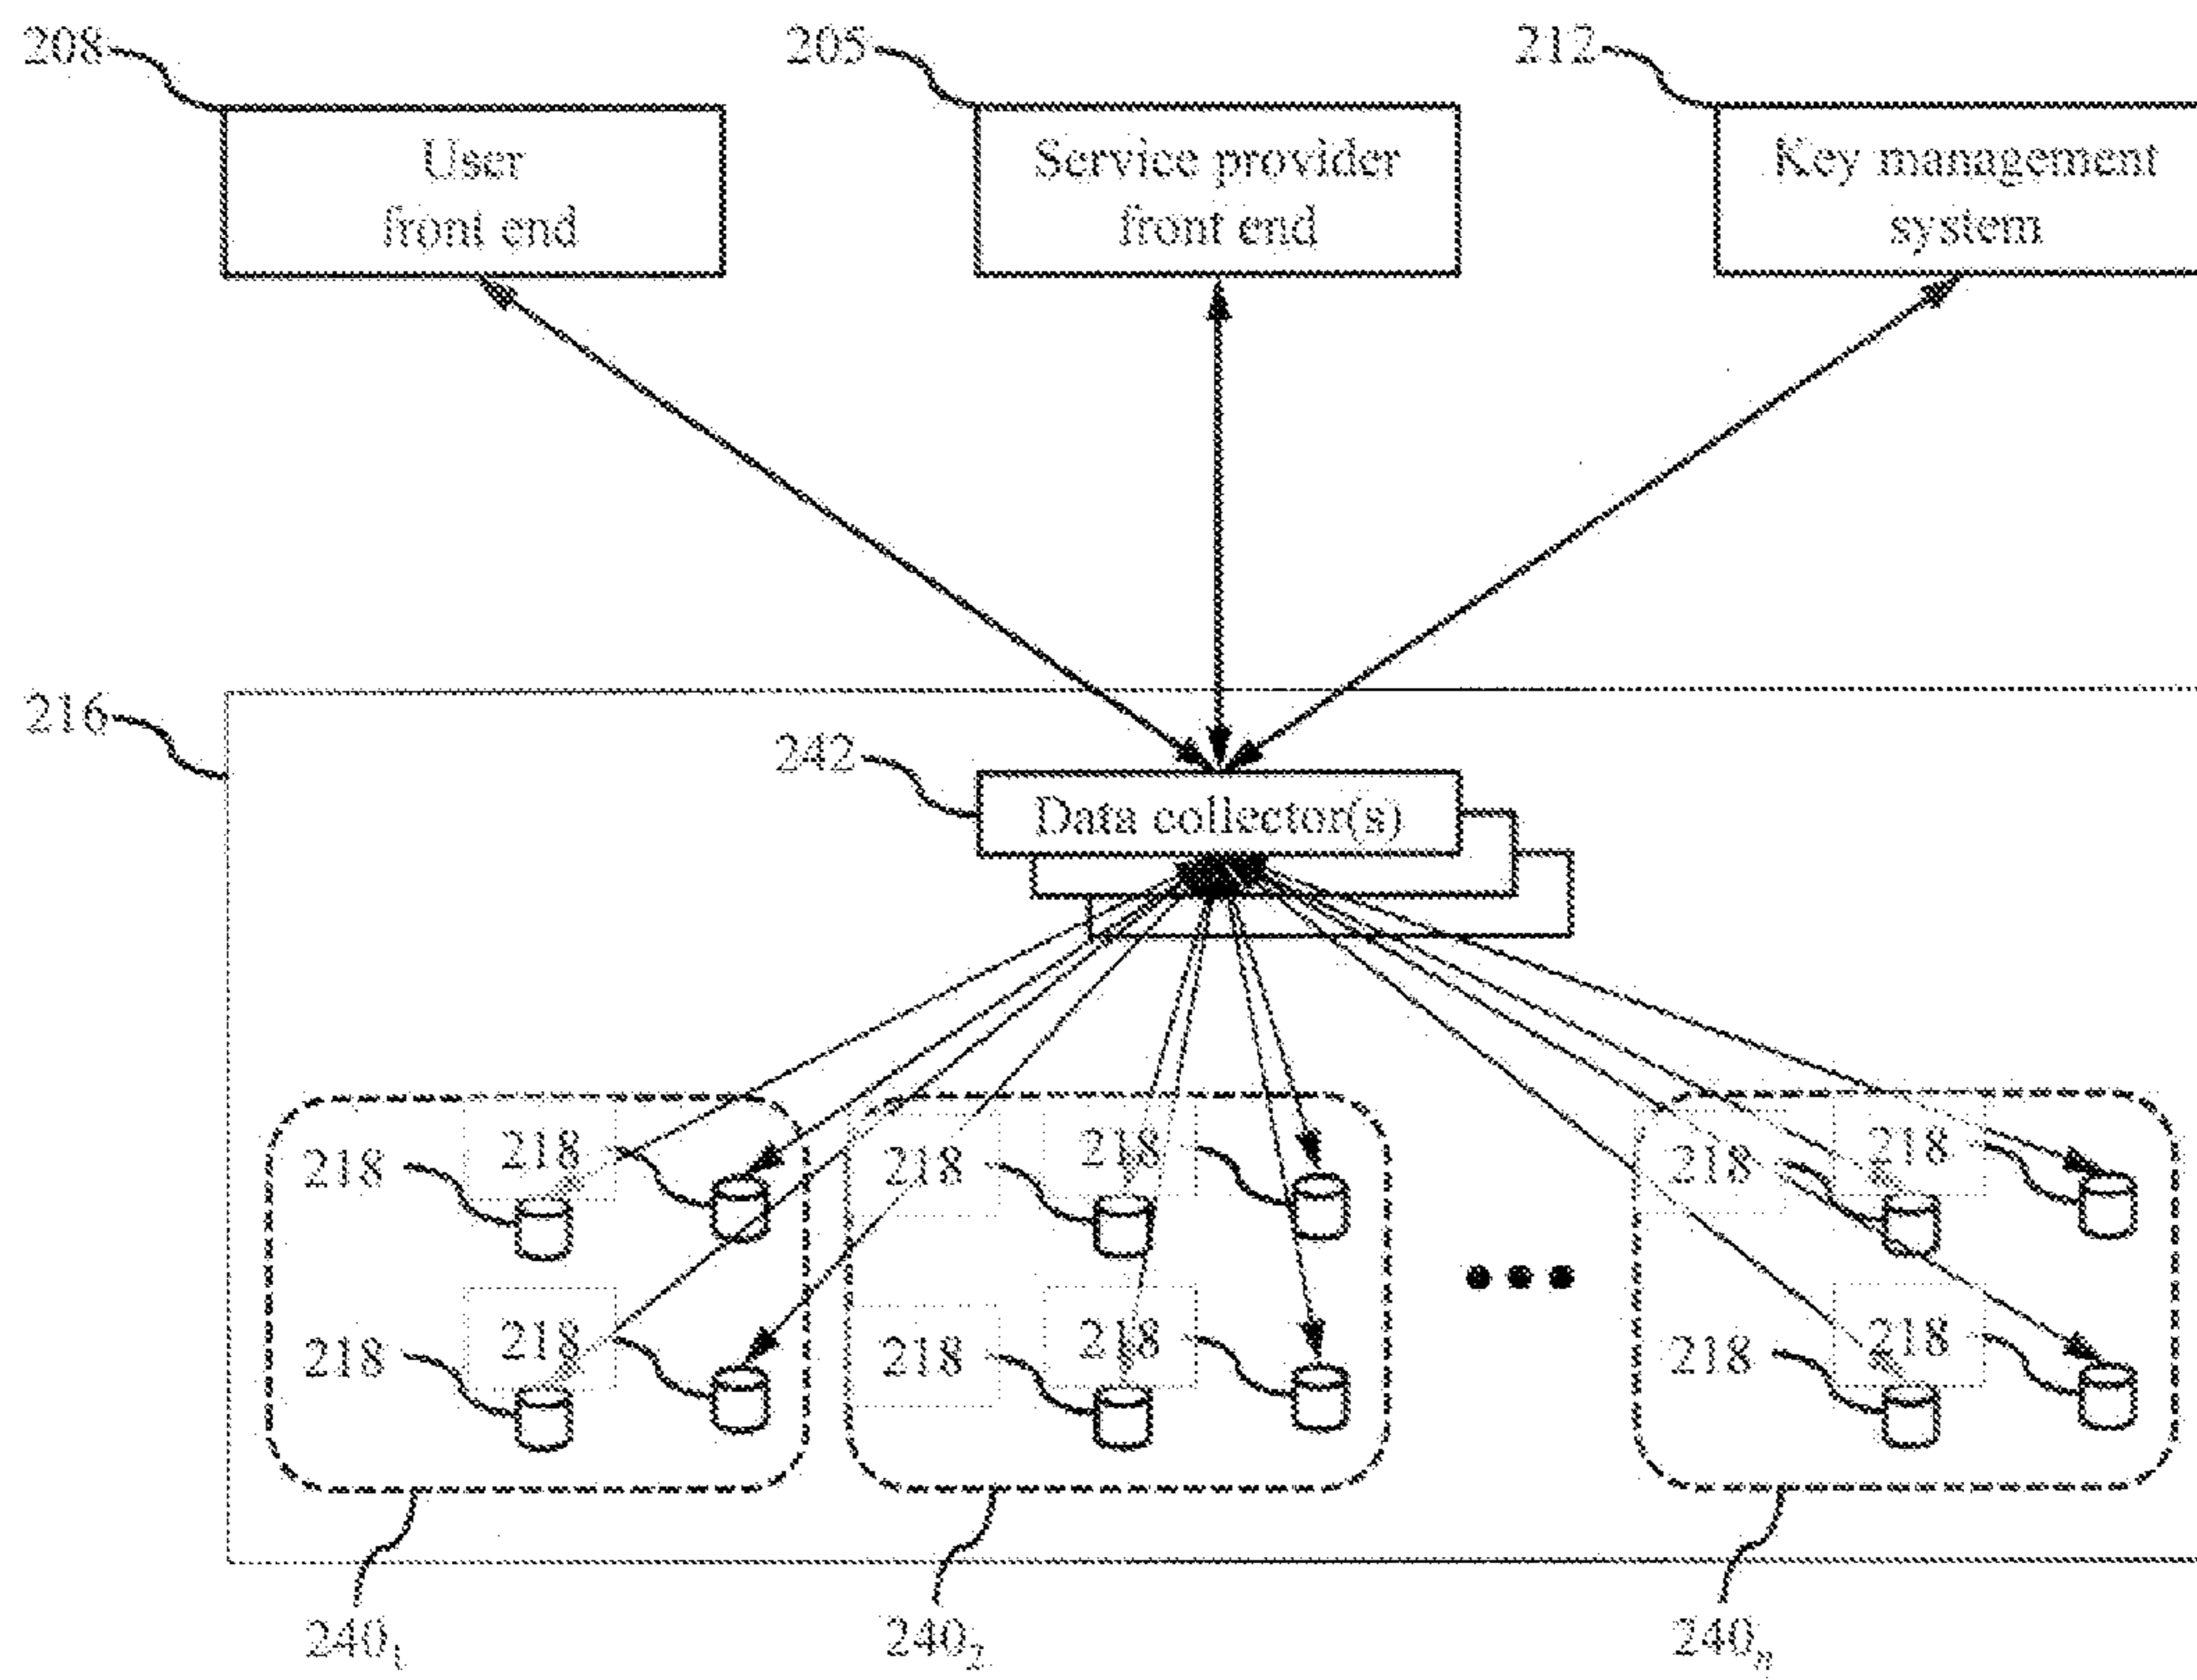 208
205
212
User
front end
Service provider
front end
Key management
system
216
242
Data collector(s)
218 218 218 218 218 218
218 218 218 218 218 218
240₁ 240₂ 240ₙ